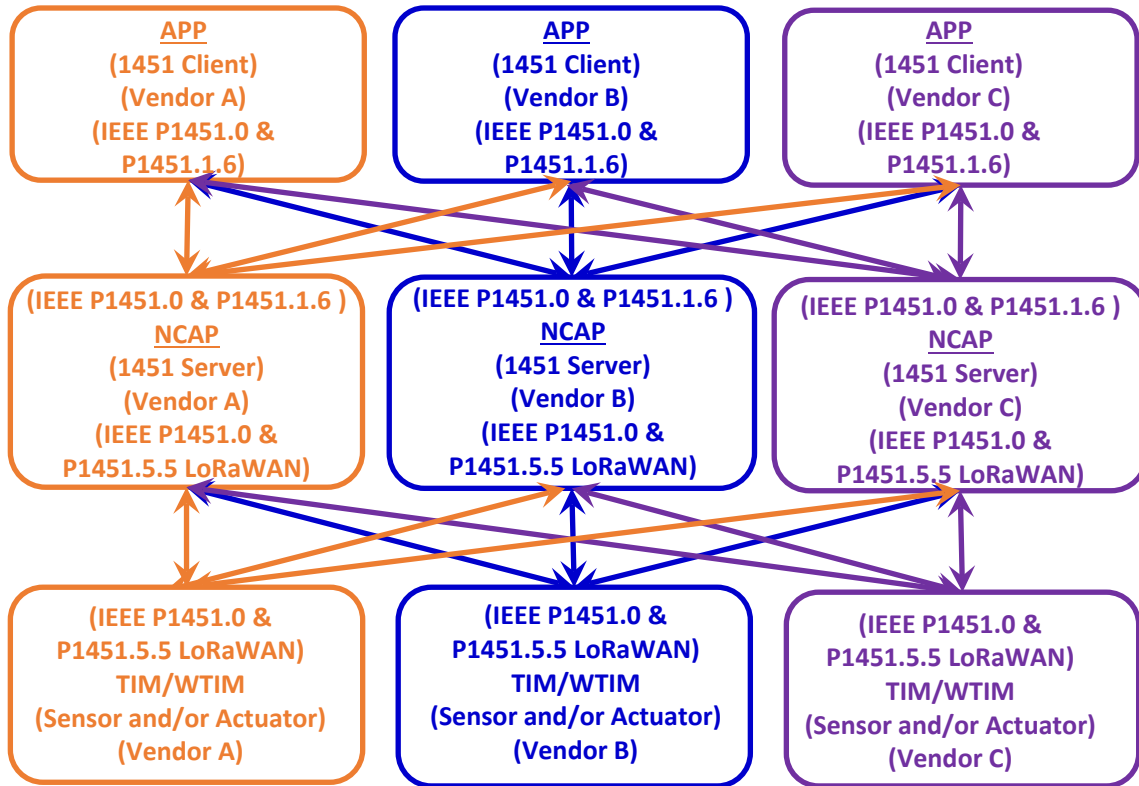 APP
(1451 Client)
(Vendor A)
(IEEE P1451.0 &
P1451.1.6)
APP
(1451 Client)
(Vendor B)
(IEEE P1451.0 &
P1451.1.6)
APP
(1451 Client)
(Vendor C)
(IEEE P1451.0 &
P1451.1.6)
(IEEE P1451.0 & P1451.1.6 )
NCAP
(1451 Server)
(Vendor A)
(IEEE P1451.0 &
P1451.5.5 LoRaWAN)
(IEEE P1451.0 & P1451.1.6 )
NCAP
(1451 Server)
(Vendor B)
(IEEE P1451.0 &
P1451.5.5 LoRaWAN)
(IEEE P1451.0 & P1451.1.6 )
NCAP
(1451 Server)
(Vendor C)
(IEEE P1451.0 &
P1451.5.5 LoRaWAN)
(IEEE P1451.0 &
P1451.5.5 LoRaWAN)
TIM/WTIM
(Sensor and/or Actuator)
(Vendor A)
(IEEE P1451.0 &
P1451.5.5 LoRaWAN)
TIM/WTIM
(Sensor and/or Actuator)
(Vendor B)
(IEEE P1451.0 &
P1451.5.5 LoRaWAN)
TIM/WTIM
(Sensor and/or Actuator)
(Vendor C)